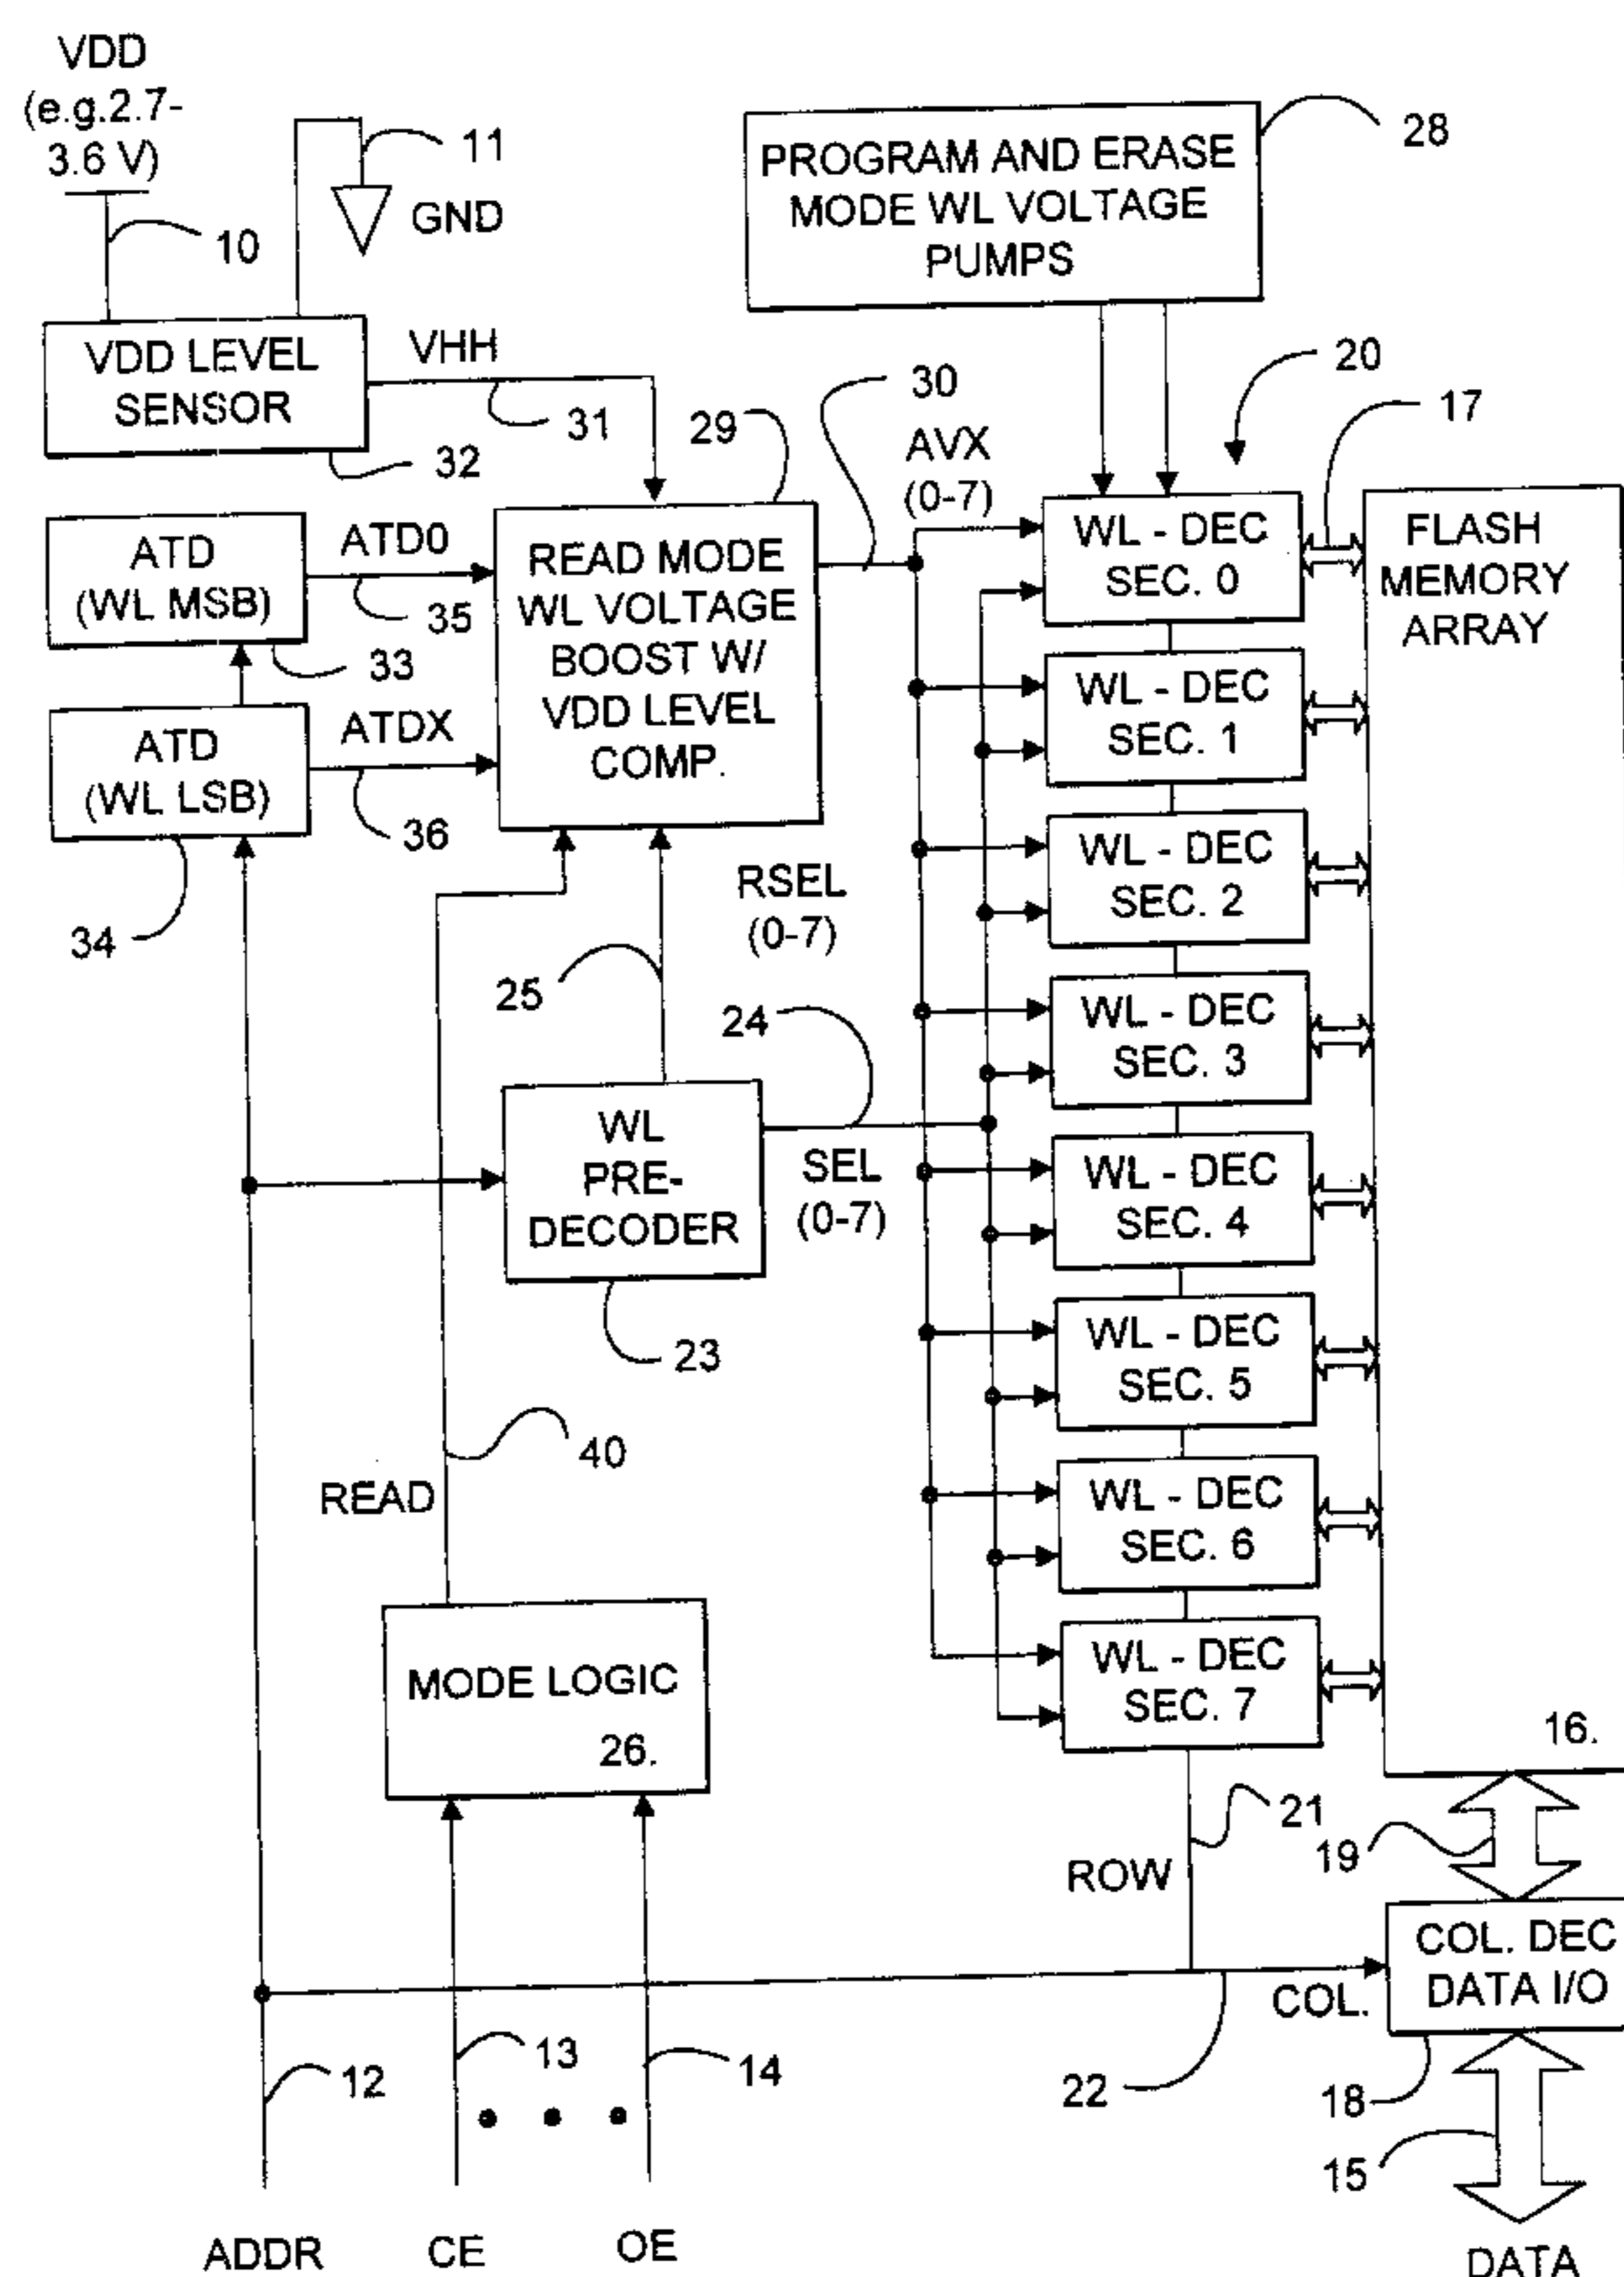 VDD
(e.g.2.7-
3.6 V)
11
GND
10
PROGRAM AND ERASE
MODE WL VOLTAGE
PUMPS
28
VDD LEVEL
SENSOR
VHH
31
32
29
30
AVX
(0-7)
20
17
ATD
(WL MSB)
ATD0
35
33
READ MODE
WL VOLTAGE
BOOST W/
VDD LEVEL
COMP.
ATD
(WL LSB)
ATDX
36
34
WL - DEC
SEC. 0
FLASH
MEMORY
ARRAY
WL - DEC
SEC. 1
WL - DEC
SEC. 2
RSEL
(0-7)
25
24
WL - DEC
SEC. 3
WL
PRE-
DECODER
SEL
(0-7)
23
WL - DEC
SEC. 4
WL - DEC
SEC. 5
40
READ
WL - DEC
SEC. 6
MODE LOGIC
26.
WL - DEC
SEC. 7
16.
21
19
ROW
COL. DEC
DATA I/O
COL.
12
13
14
22
18
15
ADDR
CE
OE
DATA